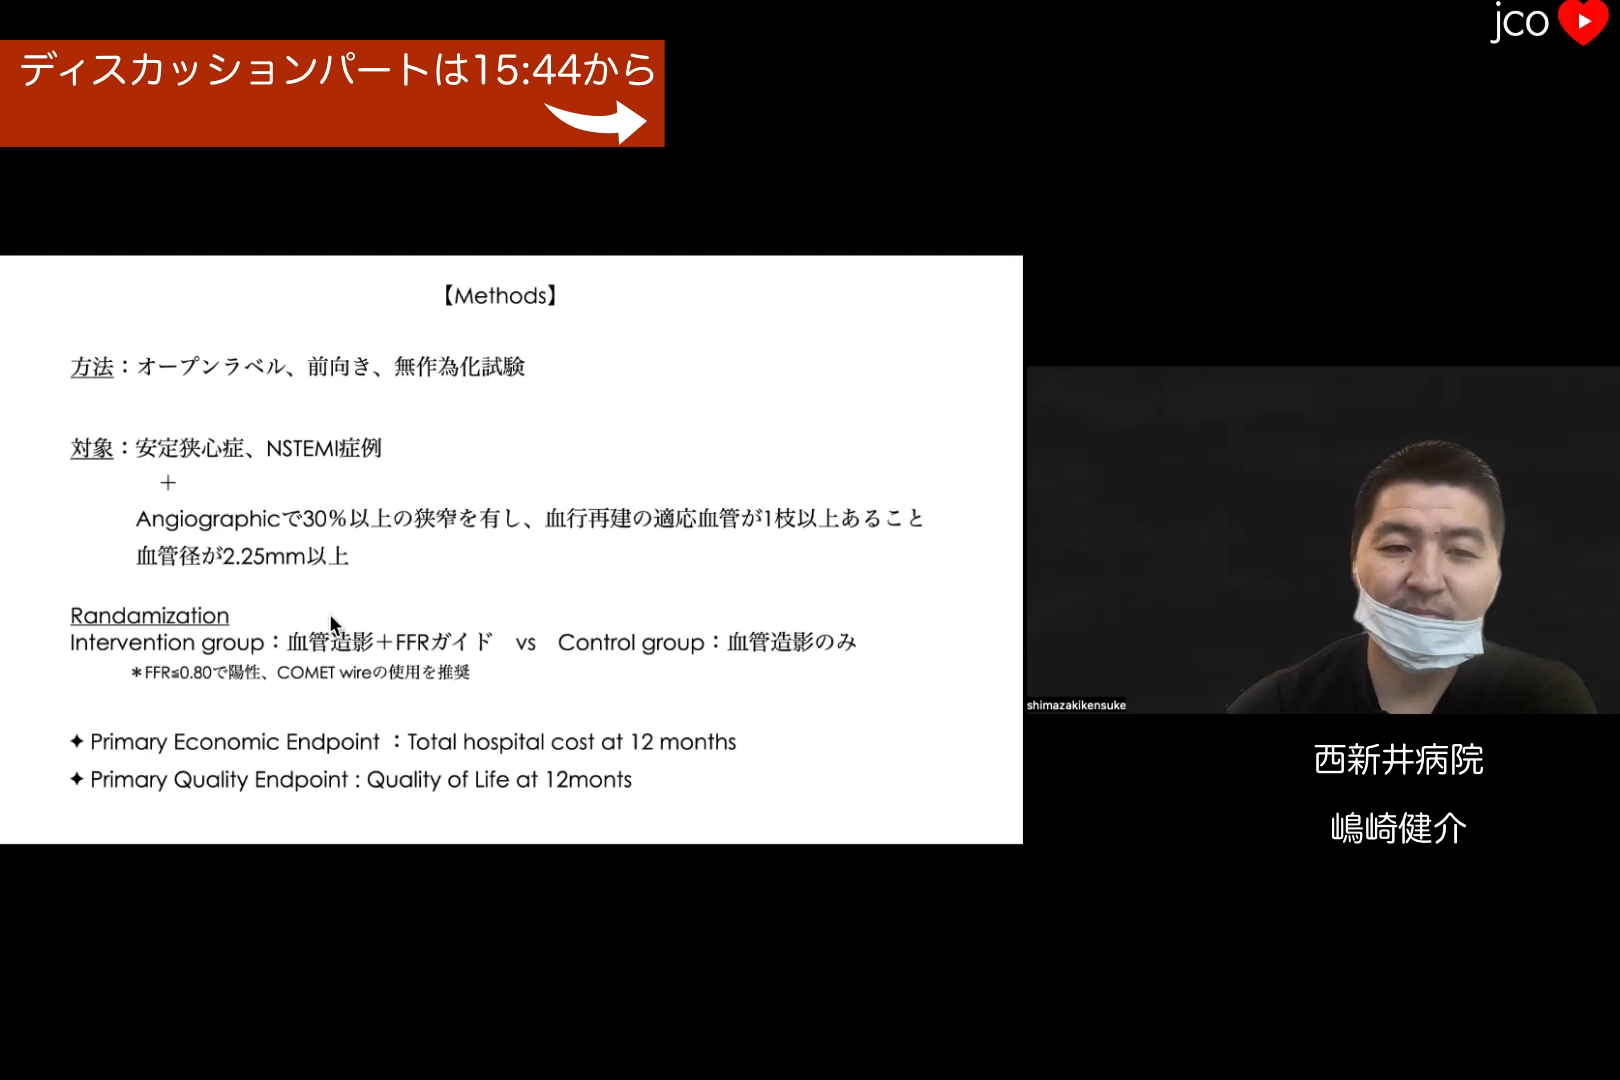 jco
ディスカッションパートは15:44から
【Methods】
方法：オープンラベル、前向き、無作為化試験
対象：安定狭心症、NSTEMI症例
＋
Angiographicで30％以上の狭窄を有し、血行再建の適応血管が1枝以上あること
血管径が2.25mm以上
Randamization
Intervention group：血管造影＋FFRガイド　vs　Control group：血管造影のみ
＊FFR≦0.80で陽性、COMET wireの使用を推奨
✦ Primary Economic Endpoint ：Total hospital cost at 12 months
✦ Primary Quality Endpoint : Quality of Life at 12monts
shimazakikensuke
西新井病院
嶋崎健介